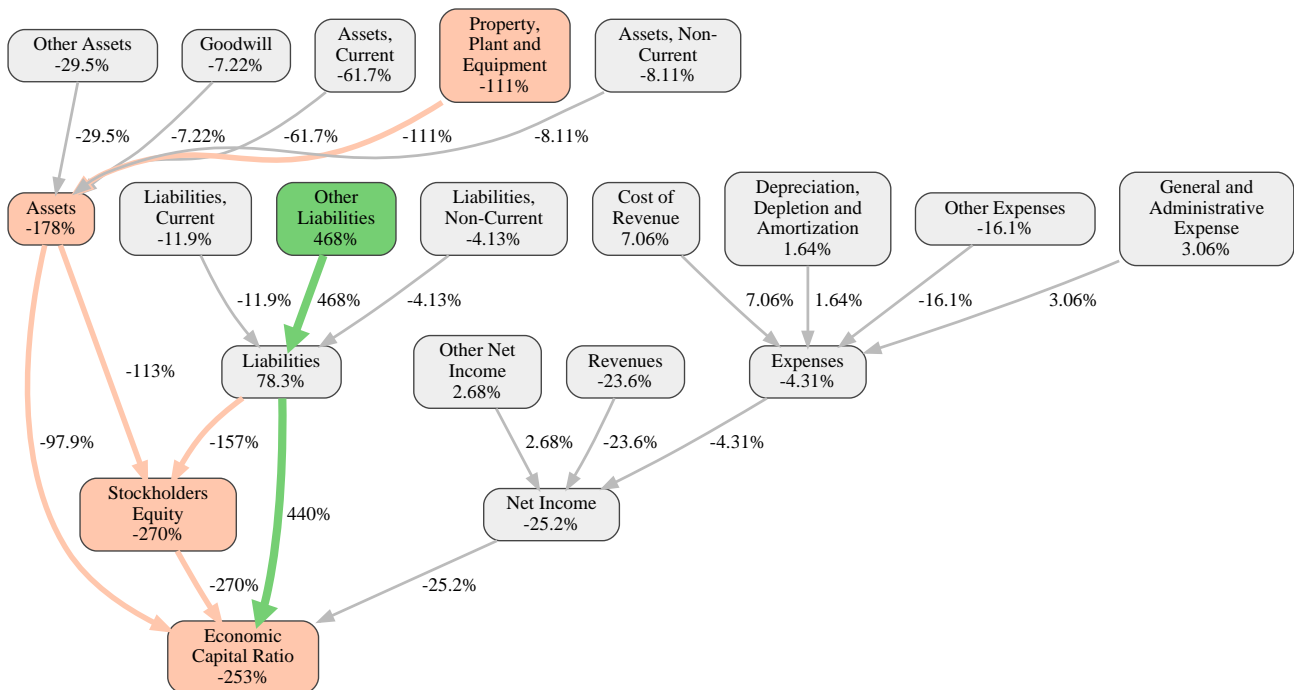 Other Assets
-29.5%
Goodwill
-7.22%
Assets,
Current
-61.7%
Property,
Plant and
Equipment
-111%
Assets, Non-
Current
-8.11%
-29.5%
-7.22%
-61.7%
-111%
-8.11%
Assets
-178%
Liabilities,
Current
-11.9%
Other
Liabilities
468%
Liabilities,
Non-Current
-4.13%
Cost of
Revenue
7.06%
Depreciation,
Depletion and
Amortization
1.64%
Other Expenses
-16.1%
General and
Administrative
Expense
3.06%
-11.9%
468%
-4.13%
7.06%
1.64%
-16.1%
3.06%
Liabilities
78.3%
Other Net
Income
2.68%
Revenues
-23.6%
Expenses
-4.31%
-113%
-97.9%
-157%
2.68%
-23.6%
-4.31%
Stockholders
Equity
-270%
440%
Net Income
-25.2%
-270%
-25.2%
Economic
Capital Ratio
-253%